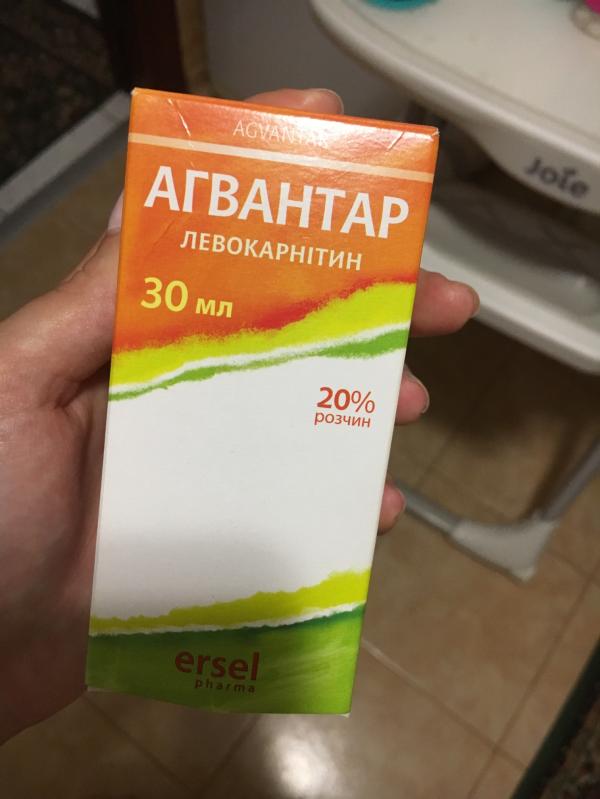 AGVANTAR
АГВАНТАР
ЛЕВОКАРНІТИН
30 мл
20%
розчин
ersel
pharma
Joie